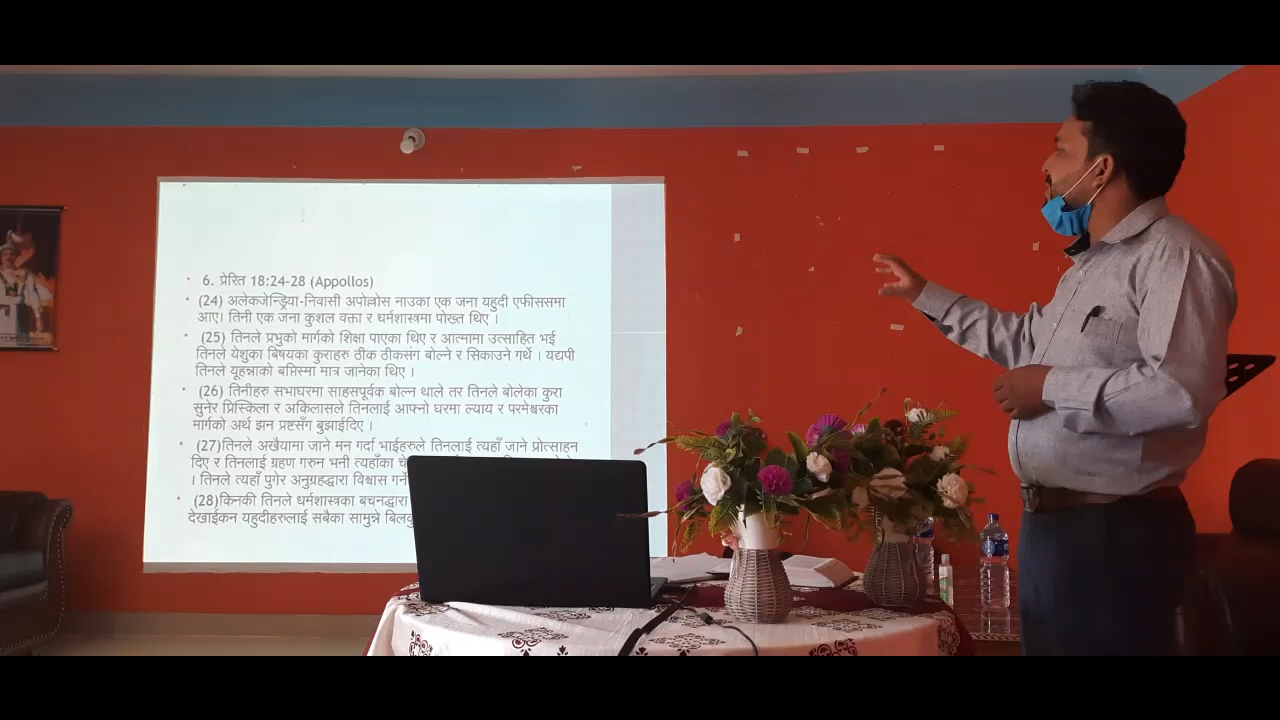 6. प्रेरित 18:24-28 (Appollos)
(24) अलेकजेन्ड्रिया-निवासी अपोल्लोस नाउका एक जना यहुदी एफीससमा
आए। तिनी एक जना कुशल वक्ता र धर्मशास्त्रमा पोख्त थिए ।
(25) तिनले प्रभुको मार्गको शिक्षा पाएका थिए र आत्मामा उत्साहित भई
तिनले येशुका बिषयका कुराहरु ठीक ठीकसंग बोल्ने र सिकाउने गर्थे । यद्यपी
तिनले यूहन्नाको बप्तिस्मा मात्र जानेका थिए ।
(26) तिनीहरु सभाघरमा साहसपूर्वक बोल्न थाले तर तिनले बोलेका कुरा
सुनेर प्रिस्किला र अकिलासले तिनलाई आफ्नो घरमा ल्याय र परमेश्वरका
मार्गको अर्थ झन प्रष्टसँग बुझाईदिए ।
(27)तिनले अखैयामा जाने मन गर्दा भाईहरुले तिनलाई त्यहाँ जाने प्रोत्साहन
दिए र तिनलाई ग्रहण गरुन भनी त्यहाँका
। तिनले त्यहाँ पुगेर अनुग्रहद्धारा विश्वास
(28)किनकी तिनले धर्मशास्त्रका बचनद्धारा
देखाईकन यहुदीहरुलाई सबैका सामुन्ने